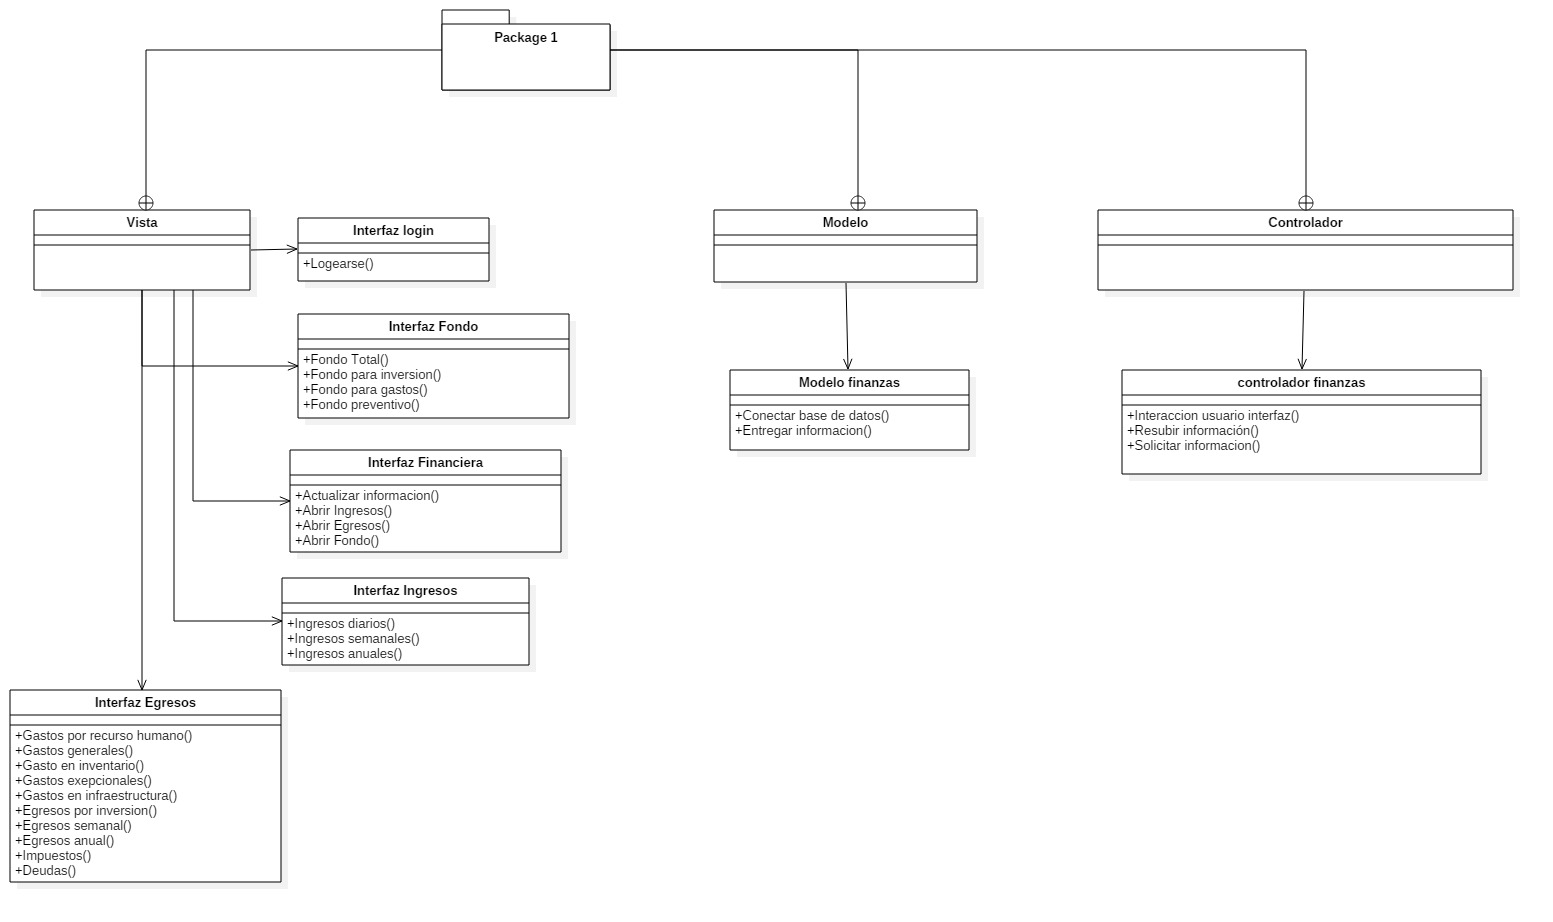 Package 1
Vista
Interfaz login
+Logearse()
Interfaz Fondo
+Fondo Total()
+Fondo para inversion()
+Fondo para gastos()
+Fondo preventivo()
Interfaz Financiera
+Actualizar informacion()
+Abrir Ingresos()
+Abrir Egresos()
+Abrir Fondo()
Interfaz Ingresos
+Ingresos diarios()
+Ingresos semanales()
+Ingresos anuales()
Interfaz Egresos
+Gastos por recurso humano()
+Gastos generales()
+Gasto en inventario()
+Gastos exepcionales()
+Gastos en infraestructura()
+Egresos por inversion()
+Egresos semanal()
+Egresos anual()
+Impuestos()
+Deudas()
Modelo
Modelo finanzas
+Conectar base de datos()
+Entregar informacion()
Controlador
controlador finanzas
+Interaccion usuario interfaz()
+Resubir información()
+Solicitar informacion()